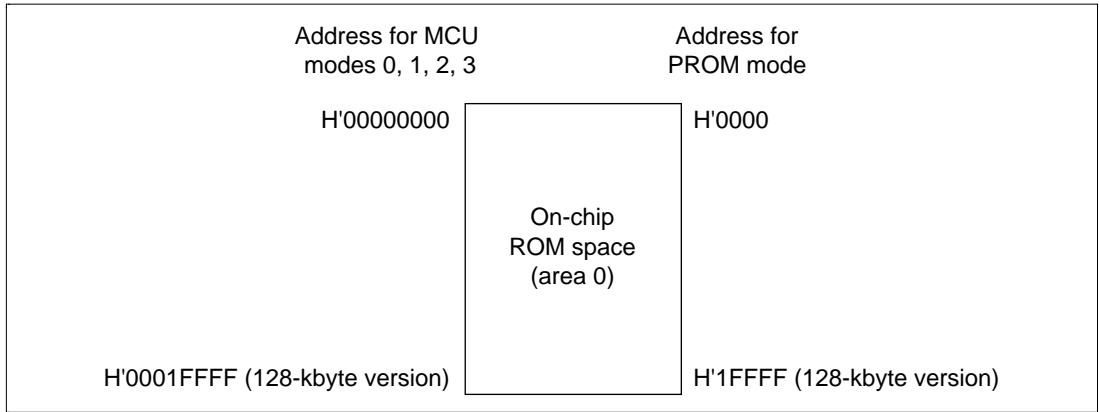 Address for MCU
modes 0, 1, 2, 3
Address for
PROM mode
H'00000000
H'0000
On-chip
ROM space
(area 0)
H'0001FFFF (128-kbyte version)
H'1FFFF (128-kbyte version)